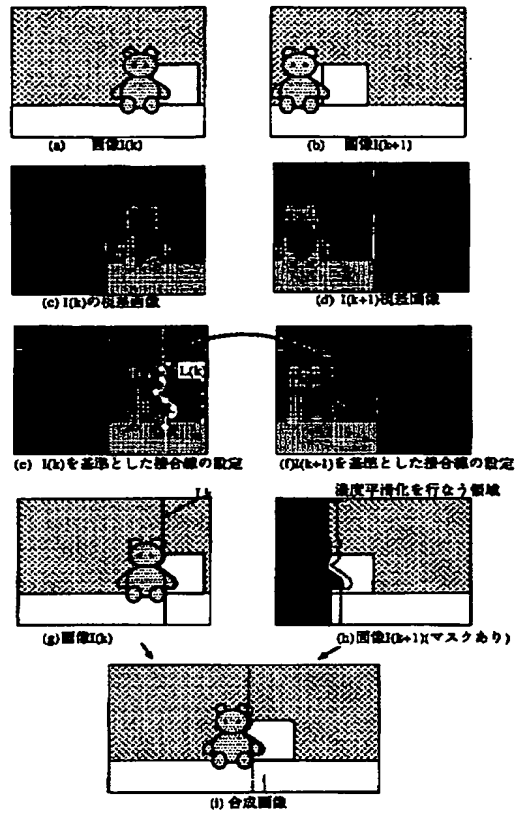 (a) 画像I(k)
(b) 画像I(k+1)
(c) I(k)の視差画像
(d) I(k+1)視差画像
L(k)
(e) I(k)を基準とした接合線の設定
(f)I(k+1)を基準とした接合線の設定
濃度平滑化を行なう領域
(g)画像I(k)
(h)画像I(k+1)(マスクあり)
(i) 合成画像